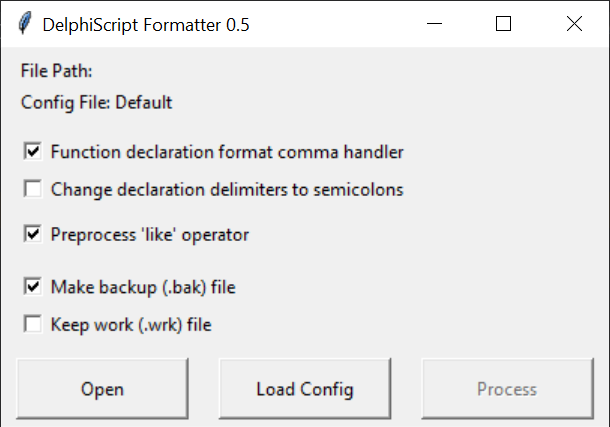 DelphiScript Formatter 0.5
File Path:
Config File: Default
Function declaration format comma handler
Change declaration delimiters to semicolons
Preprocess 'like' operator
Make backup (.bak) file
Keep work (.wrk) file
Open Load Config Process